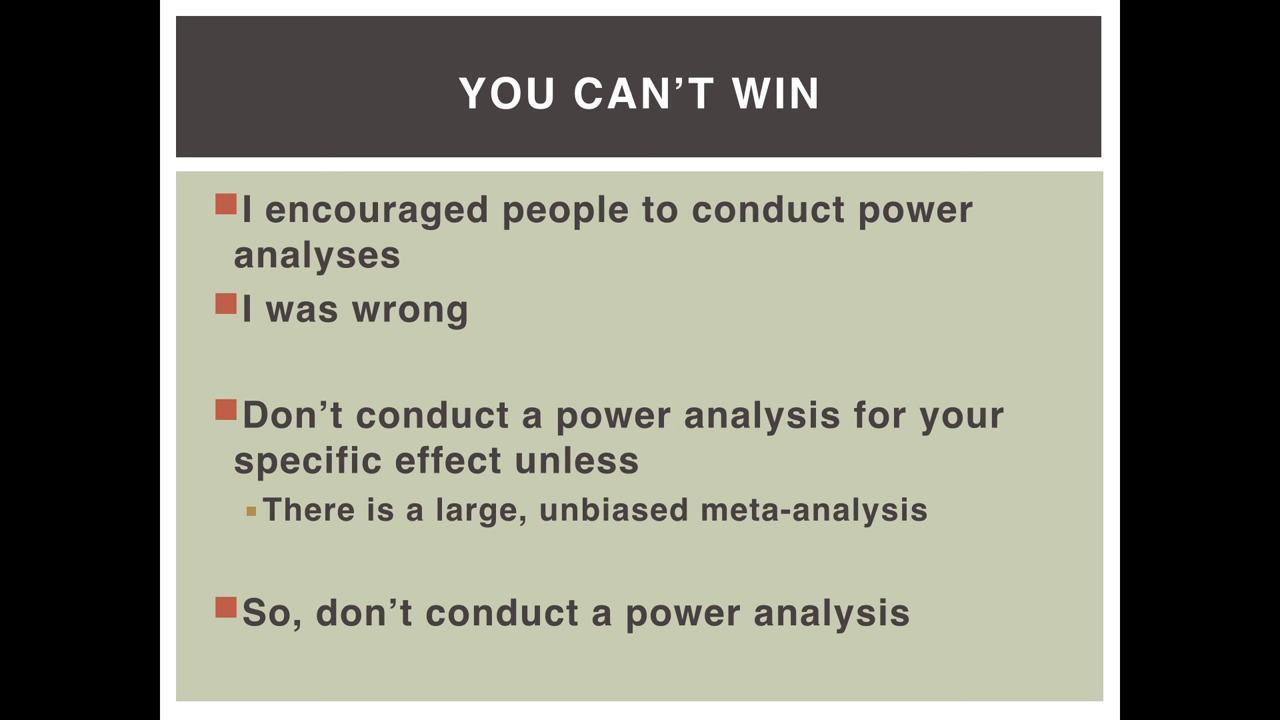 YOU CAN’T WIN
I encouraged people to conduct power
analyses
I was wrong
Don’t conduct a power analysis for your
specific effect unless
There is a large, unbiased meta-analysis
So, don’t conduct a power analysis